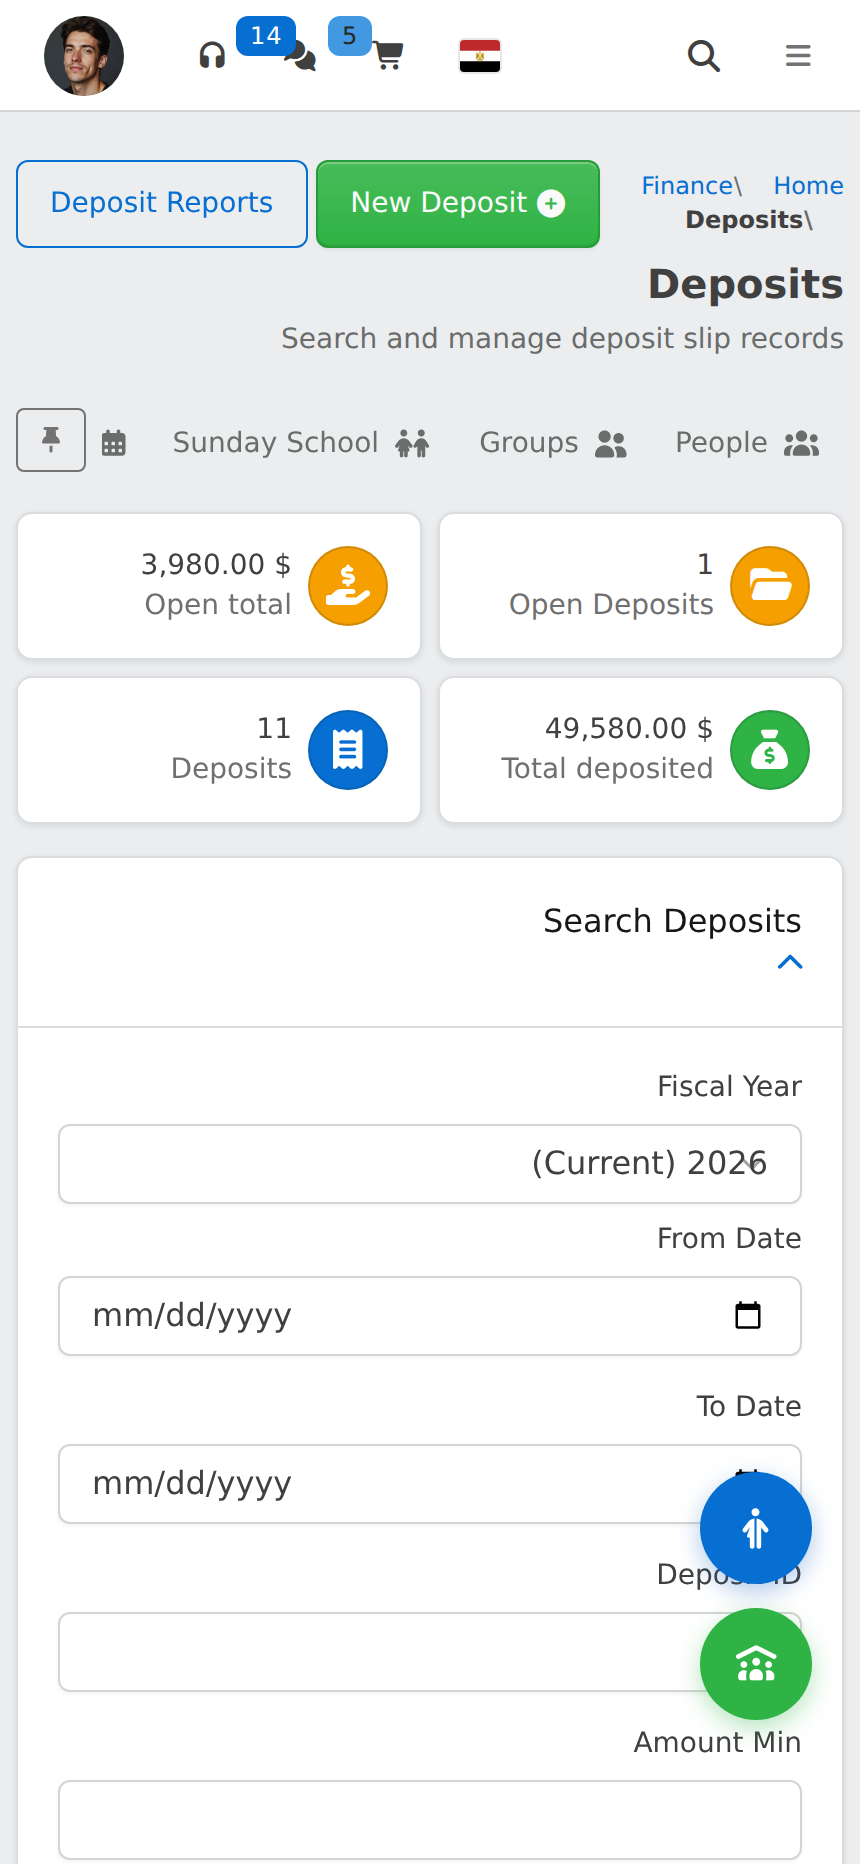 14
5
Deposit Reports
New Deposit
Finance\ Home
Deposits\
Deposits
Search and manage deposit slip records
Sunday School
Groups
People
3,980.00 $
Open total
1
Open Deposits
11
Deposits
49,580.00 $
Total deposited
Search Deposits
Fiscal Year
(Current) 2026
From Date
mm/dd/yyyy
To Date
mm/dd/yyyy
Deposit ID
Amount Min